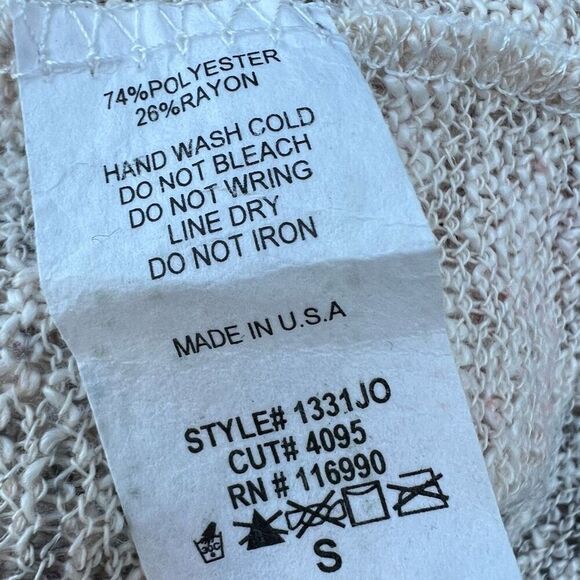 74%POLYESTER
26%RAYON
HAND WASH COLD
DO NOT BLEACH
DO NOT WRING
LINE DRY
DO NOT IRON
MADE IN U.S.A
STYLE# 1331JO
CUT# 4095
RN # 116990
S